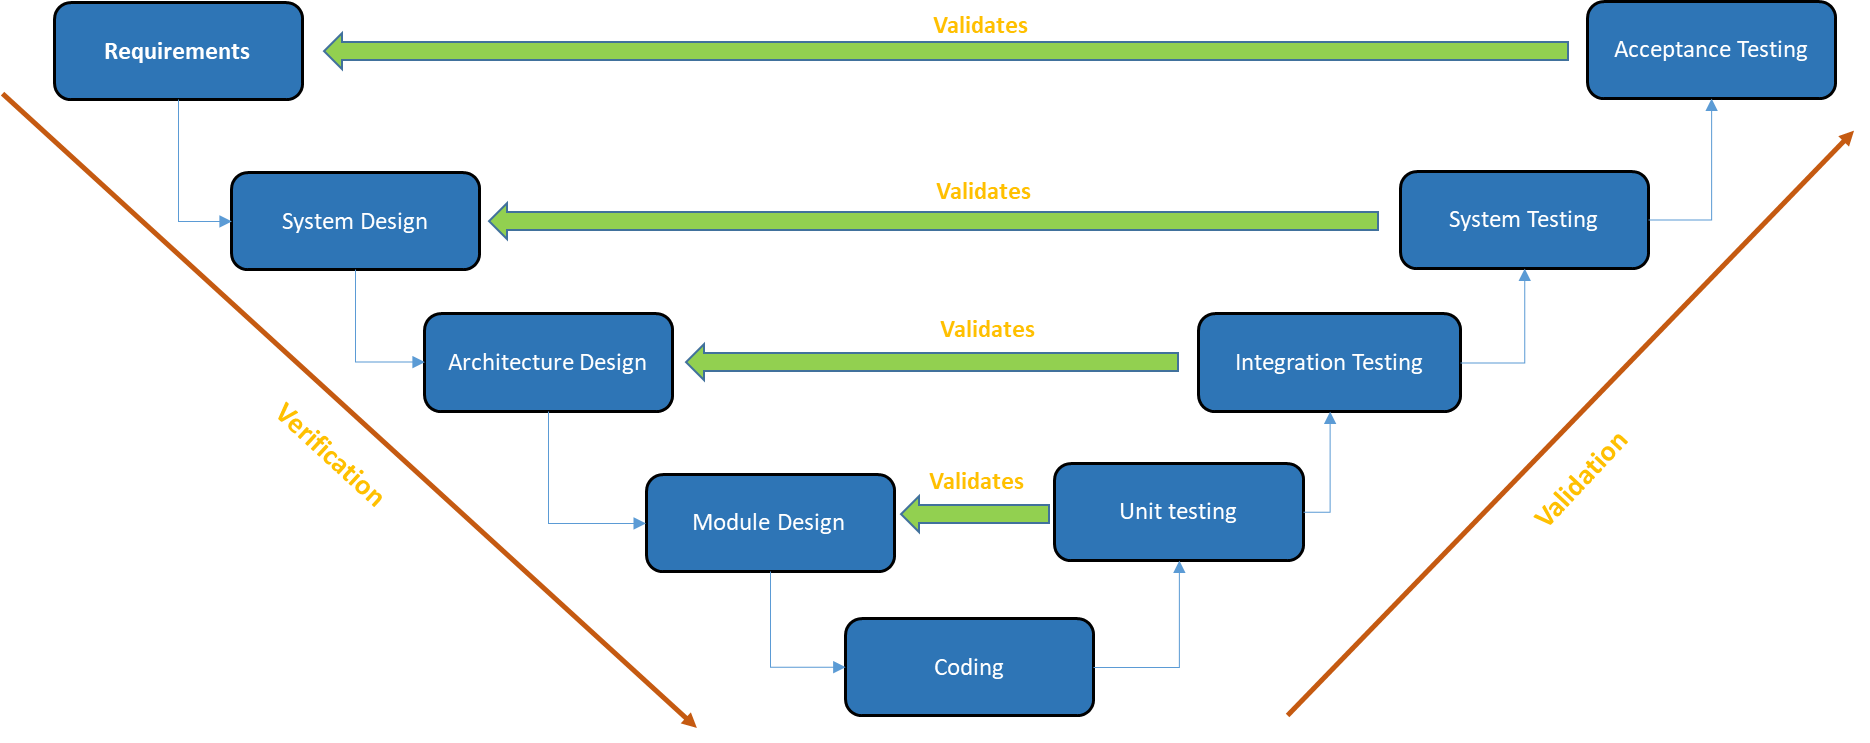 Validates
Requirements
Acceptance Testing
Validates
System Design
System Testing
Validates
Architecture Design
Integration Testing
Verification
Validation
Validates
Module Design
Unit testing
Coding